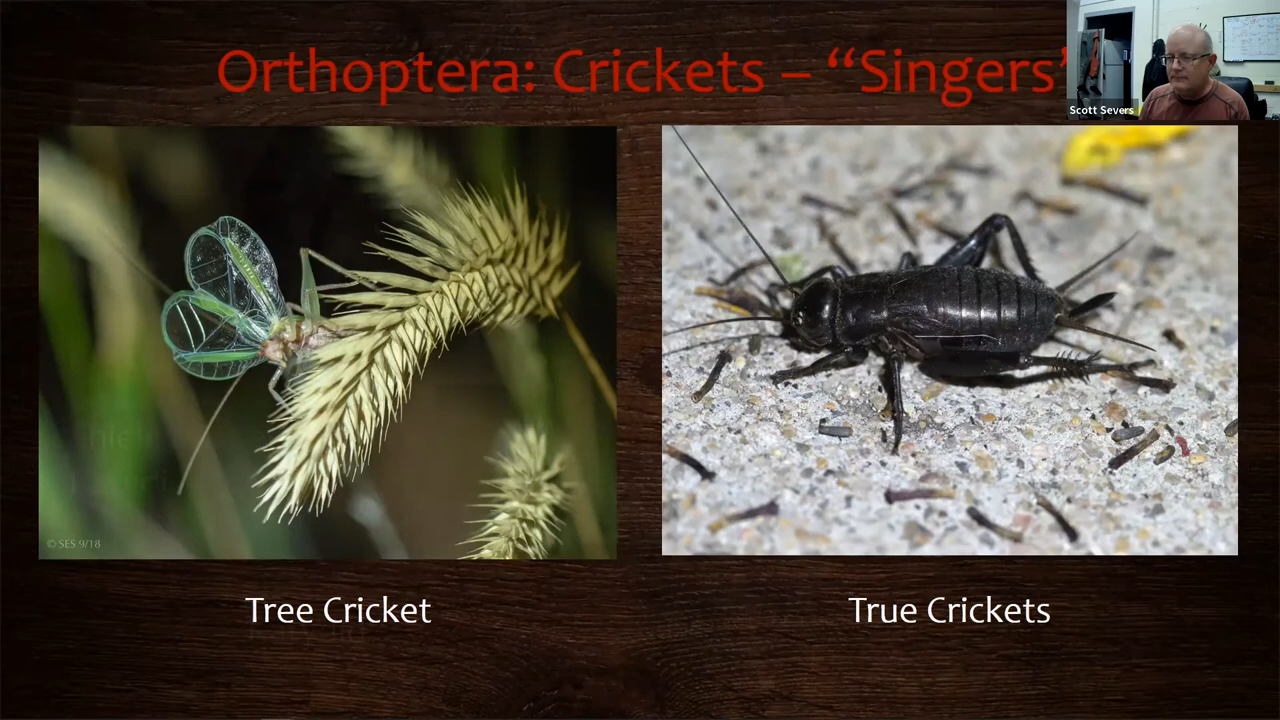 Orthoptera: Crickets – “Singers”
Scott Severs
© SES 9/18
Tree Cricket
True Crickets